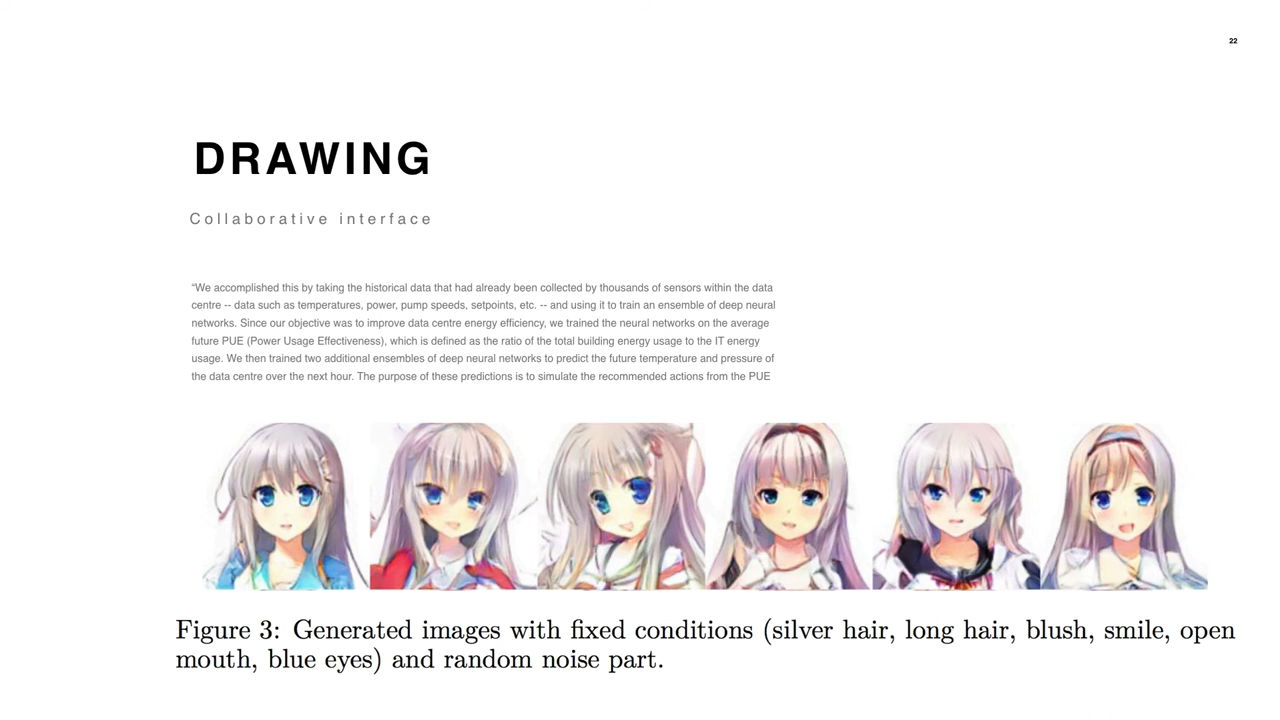 22
DRAWING
Collaborative interface
“We accomplished this by taking the historical data that had already been collected by thousands of sensors within the data
centre -- data such as temperatures, power, pump speeds, setpoints, etc. -- and using it to train an ensemble of deep neural
networks. Since our objective was to improve data centre energy efficiency, we trained the neural networks on the average
future PUE (Power Usage Effectiveness), which is defined as the ratio of the total building energy usage to the IT energy
usage. We then trained two additional ensembles of deep neural networks to predict the future temperature and pressure of
the data centre over the next hour. The purpose of these predictions is to simulate the recommended actions from the PUE
Figure 3: Generated images with fixed conditions (silver hair, long hair, blush, smile, open
mouth, blue eyes) and random noise part.